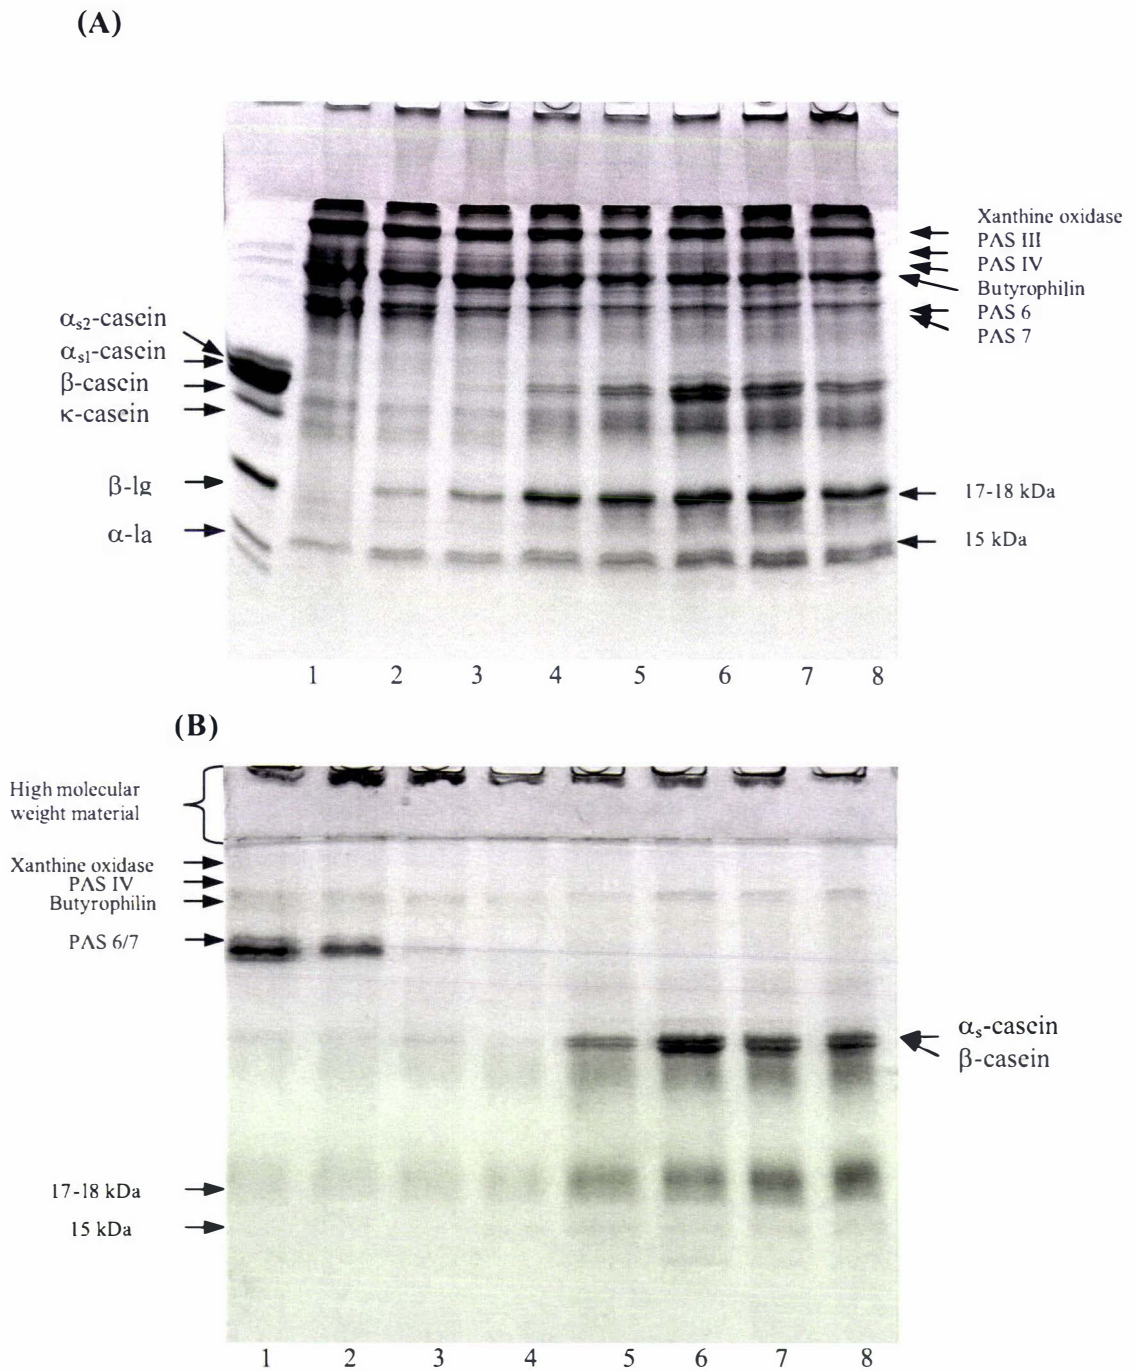 (A)
Xanthine oxidase
PAS III
PAS IV
Butyrophilin
PAS 6
PAS 7
αs2-casein
αs1-casein
β-casein
κ-casein
β-lg
α-la
17-18 kDa
15 kDa
1 2 3 4 5 6 7 8
(B)
High molecular
weight material
Xanthine oxidase
PAS IV
Butyrophilin
PAS 6/7
αs-casein
β-casein
17-18 kDa
15 kDa
1 2 3 4 5 6 7 8